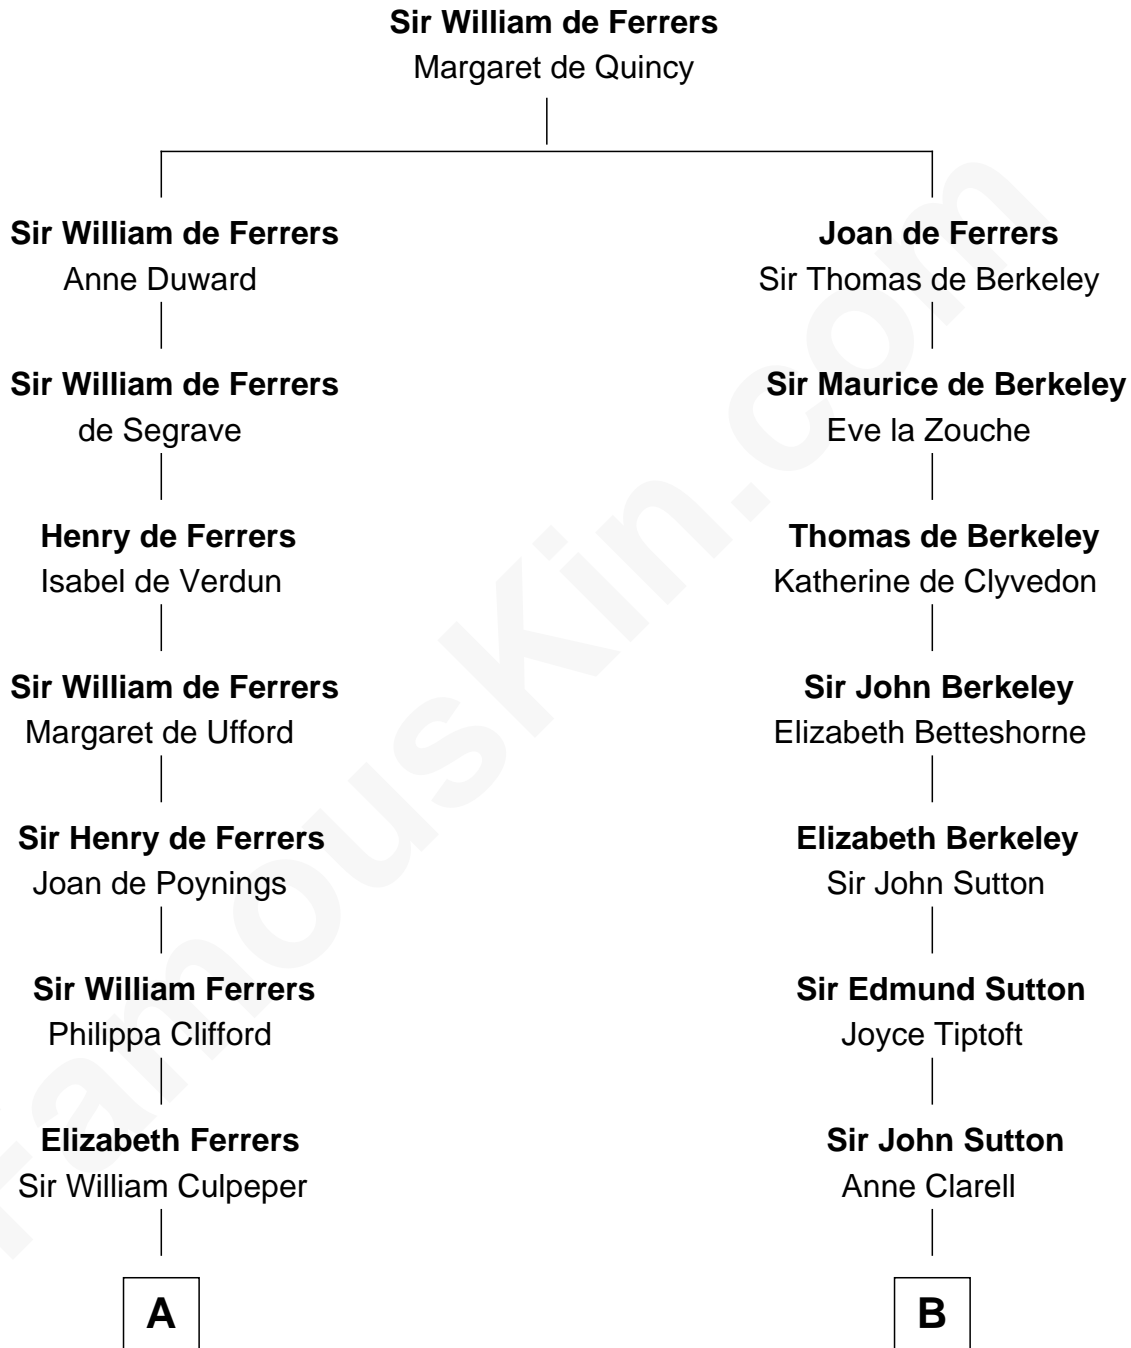 Sir William de Ferrers
Margaret de Quincy
Sir William de Ferrers
Anne Duward
Joan de Ferrers
Sir Thomas de Berkeley
Sir William de Ferrers
de Segrave
Sir Maurice de Berkeley
Eve la Zouche
Henry de Ferrers
Isabel de Verdun
Thomas de Berkeley
Katherine de Clyvedon
Sir William de Ferrers
Margaret de Ufford
Sir John Berkeley
Elizabeth Betteshorne
Sir Henry de Ferrers
Joan de Poynings
Elizabeth Berkeley
Sir John Sutton
Sir William Ferrers
Philippa Clifford
Sir Edmund Sutton
Joyce Tiptoft
Elizabeth Ferrers
Sir William Culpeper
Sir John Sutton
Anne Clarell
A
B
FamousKin.com